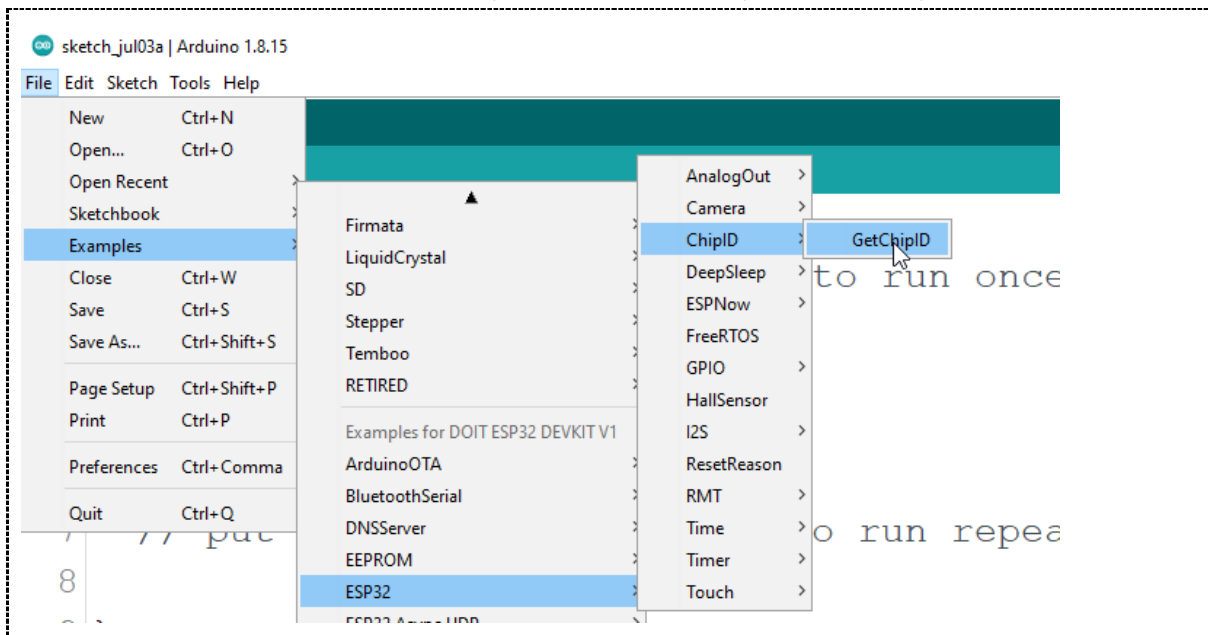 sketch_jul03a | Arduino 1.8.15
File Edit Sketch Tools Help
New Ctrl+N
Open... Ctrl+O
Open Recent
Sketchbook
Examples
Close Ctrl+W
Save Ctrl+S
Save As... Ctrl+Shift+S
Page Setup Ctrl+Shift+P
Print Ctrl+P
Preferences Ctrl+Comma
Quit Ctrl+Q
Firmata
LiquidCrystal
SD
Stepper
Temboo
RETIRED
Examples for DOIT ESP32 DEVKIT V1
ArduinoOTA
BluetoothSerial
DNSServer
EEPROM
ESP32
ESP32 Async UDP
AnalogOut
Camera
ChipID
DeepSleep
ESPNow
FreeRTOS
GPIO
HallSensor
I2S
ResetReason
RMT
Time
Timer
Touch
GetChipID
to run once
7 // put o run repea
8